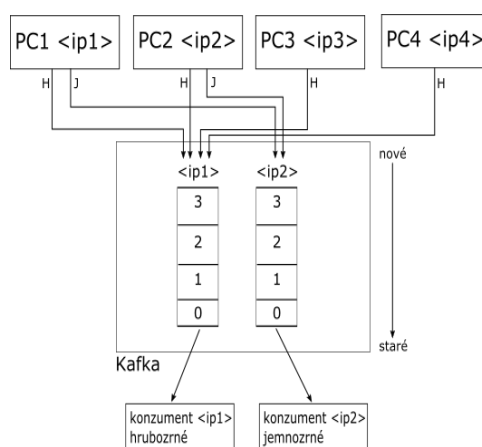 PC1 <ip1>
PC2 <ip2>
PC3 <ip3>
PC4 <ip4>
H
J
H
J
H
H
nové
<ip1>
<ip2>
3
3
2
2
1
1
0
0
staré
Kafka
konzument <ip1>
hrubozrné
konzument <ip2>
jemnozrné